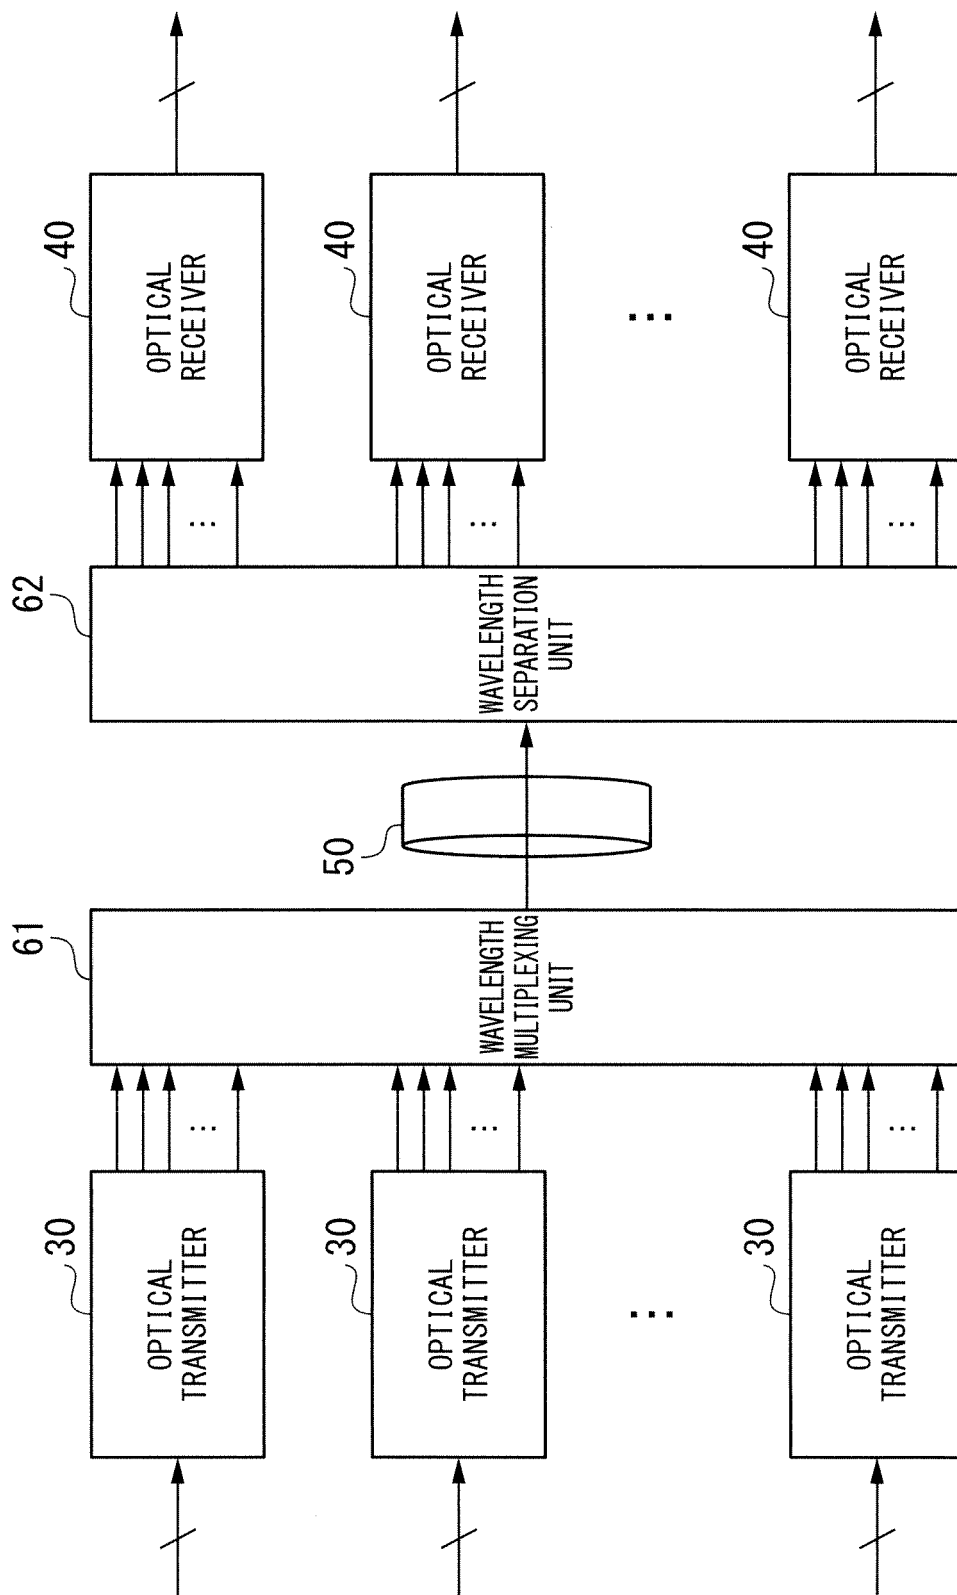 30
OPTICAL
TRANSMITTER
30
OPTICAL
TRANSMITTER
...
30
OPTICAL
TRANSMITTER
...
...
...
61
WAVELENGTH
MULTIPLEXING
UNIT
50
62
WAVELENGTH
SEPARATION
UNIT
...
...
...
40
OPTICAL
RECEIVER
40
OPTICAL
RECEIVER
...
40
OPTICAL
RECEIVER